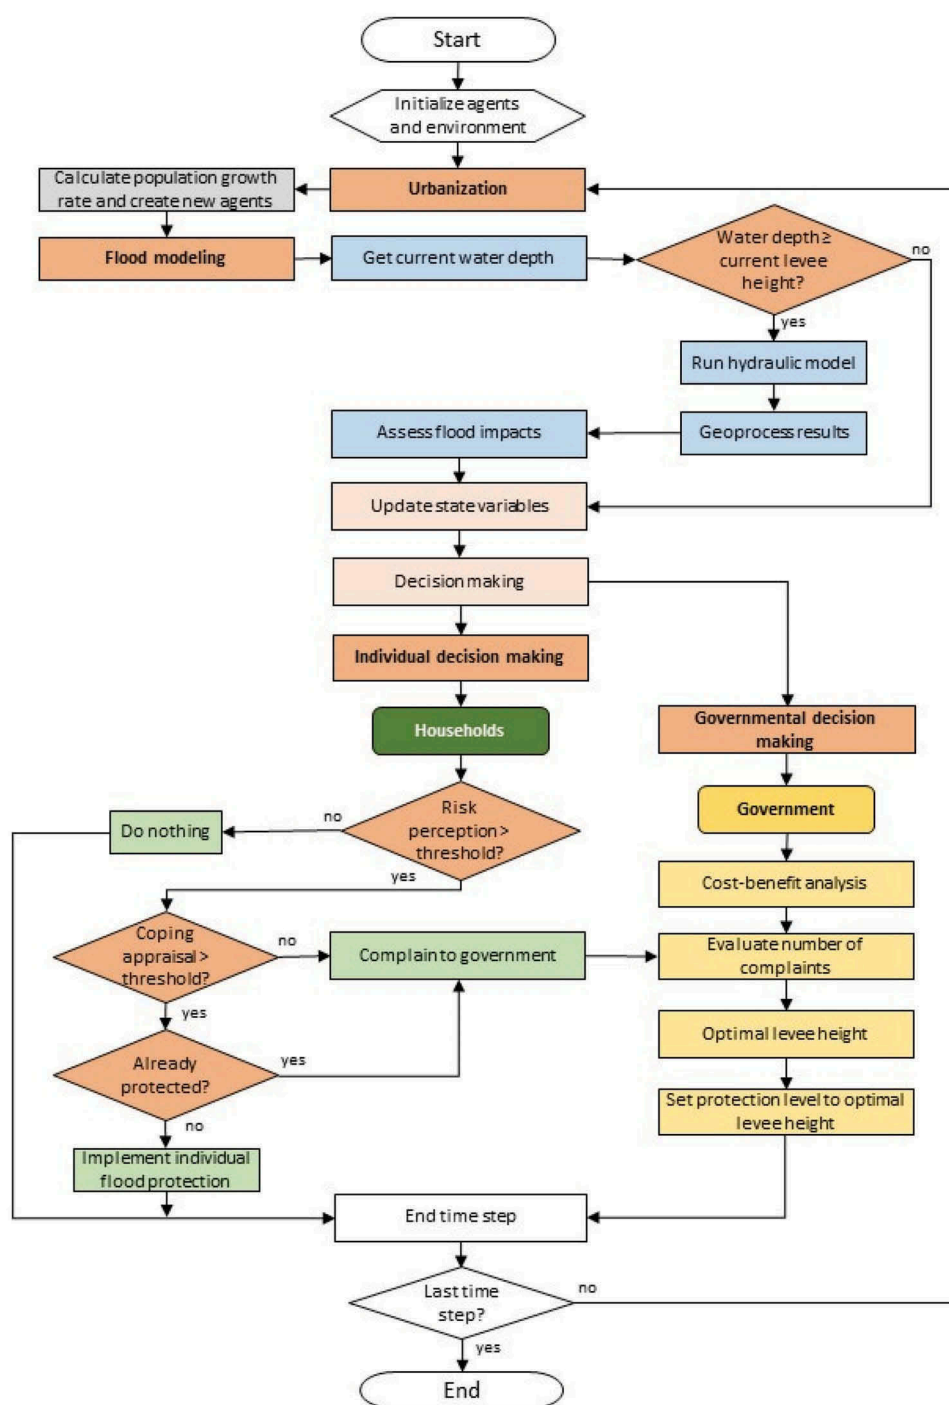 Start
Initialize agents
and environment
Calculate population growth
rate and create new agents
Urbanization
Flood modeling
Get current water depth
Water depth ≥
current levee
height?
no
yes
Run hydraulic model
Assess flood impacts
Geoprocess results
Update state variables
Decision making
Individual decision making
Households
Governmental decision
making
Government
Risk
perception >
threshold?
no
Do nothing
yes
Cost-benefit analysis
Coping
appraisal >
threshold?
no
Complain to government
Evaluate number of
complaints
yes
Optimal levee height
Already
protected?
yes
Set protection level to optimal
levee height
no
Implement individual
flood protection
End time step
Last time
step?
no
yes
End